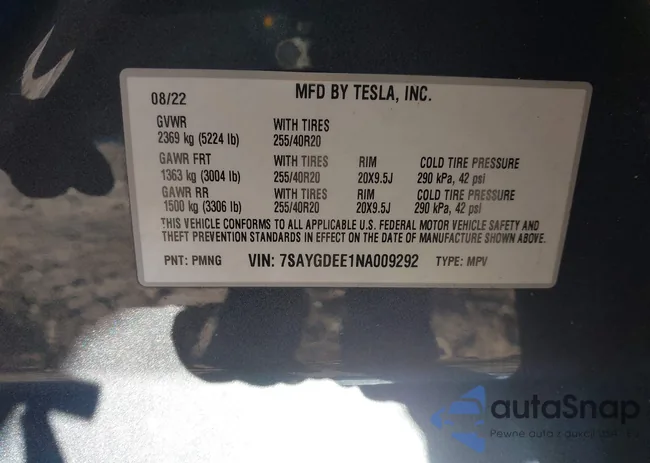 08/22 MFD BY TESLA, INC.
GVWR WITH TIRES
2369 kg (5224 lb) 255/40R20
GAWR FRT WITH TIRES RIM COLD TIRE PRESSURE
1363 kg (3004 lb) 255/40R20 20X9.5J 290 kPa, 42 psi
GAWR RR WITH TIRES RIM COLD TIRE PRESSURE
1500 kg (3306 lb) 255/40R20 20X9.5J 290 kPa, 42 psi
THIS VEHICLE CONFORMS TO ALL APPLICABLE U.S. FEDERAL MOTOR VEHICLE SAFETY AND
THEFT PREVENTION STANDARDS IN EFFECT ON THE DATE OF MANUFACTURE SHOWN ABOVE.
PNT: PMNG VIN: 7SAYGDEE1NA009292 TYPE: MPV
autaSnap
Pewne auta z